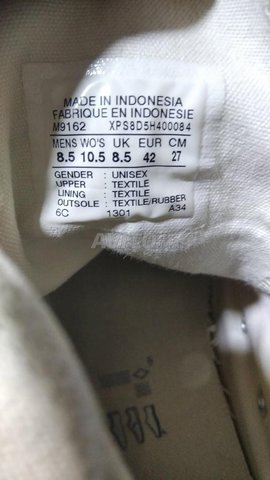 MADE IN INDONESIA
FABRIQUE EN INDONESIE
M9162 XPS8D5H400084
MENS WO'S UK EUR CM
8.5 10.5 8.5 42 27
GENDER : UNISEX
UPPER : TEXTILE
LINING : TEXTILE
OUTSOLE : TEXTILE/RUBBER
6C 1301 A34